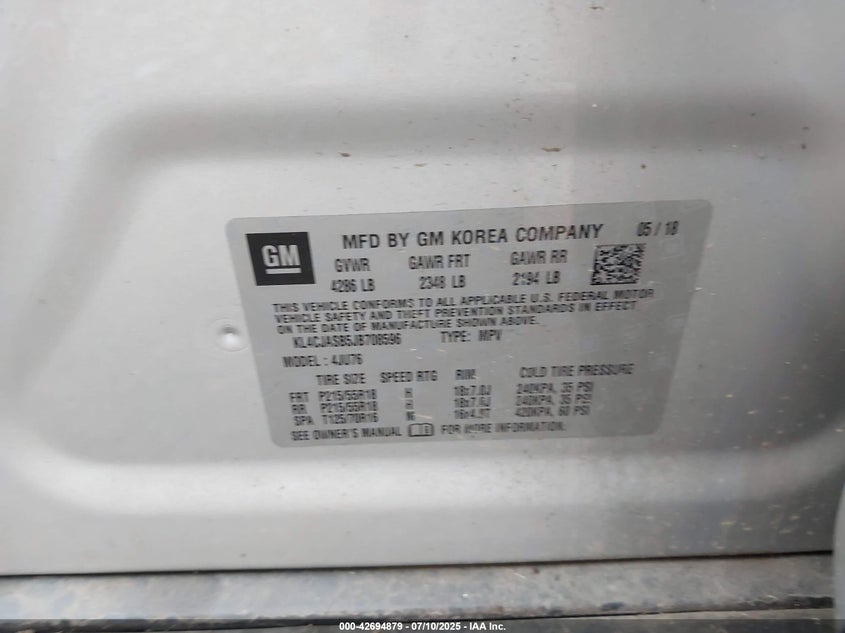 GM
MFD BY GM KOREA COMPANY 05 / 18
GVWR GAWR FRT GAWR RR
4286 LB 2348 LB 2194 LB
THIS VEHICLE CONFORMS TO ALL APPLICABLE U.S. FEDERAL MOTOR
VEHICLE SAFETY AND THEFT PREVENTION STANDARDS IN EFFECT
ON THE DATE OF MANUFACTURE SHOWN ABOVE.
KL4CJASB5JB708596 TYPE: MPV
MODEL: 4JU76
TIRE SIZE SPEED RTG RIM COLD TIRE PRESSURE
FRT P215/55R18 H 18x7.0J 240KPA, 35 PSI
RR P215/55R18 H 18x7.0J 240KPA, 35 PSI
SPA T125/70R16 M 16x4.0T 420KPA, 60 PSI
SEE OWNER'S MANUAL FOR MORE INFORMATION.
000-42694879 - 07/10/2025 - IAA Inc.